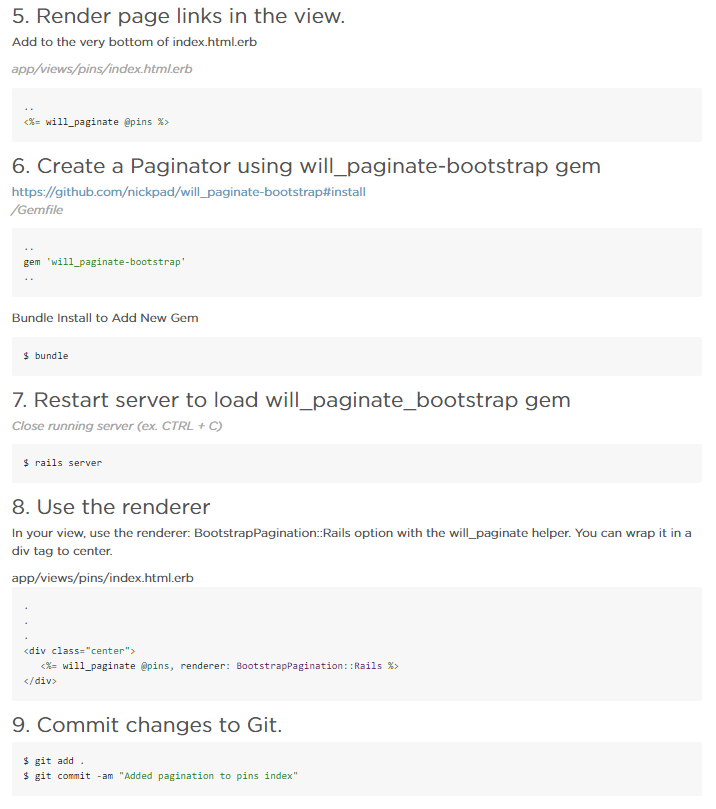 5. Render page links in the view.
Add to the very bottom of index.html.erb
app/views/pins/index.html.erb
..
<%= will_paginate @pins %>
6. Create a Paginator using will_paginate-bootstrap gem
https://github.com/nickpad/will_paginate-bootstrap#install
/Gemfile
..
gem 'will_paginate-bootstrap'
..
Bundle Install to Add New Gem
$ bundle
7. Restart server to load will_paginate_bootstrap gem
Close running server (ex. CTRL + C)
$ rails server
8. Use the renderer
In your view, use the renderer: BootstrapPagination::Rails option with the will_paginate helper. You can wrap it in a
div tag to center.
app/views/pins/index.html.erb
.
.
.
<div class="center">
<%= will_paginate @pins, renderer: BootstrapPagination::Rails %>
</div>
9. Commit changes to Git.
$ git add .
$ git commit -am "Added pagination to pins index"